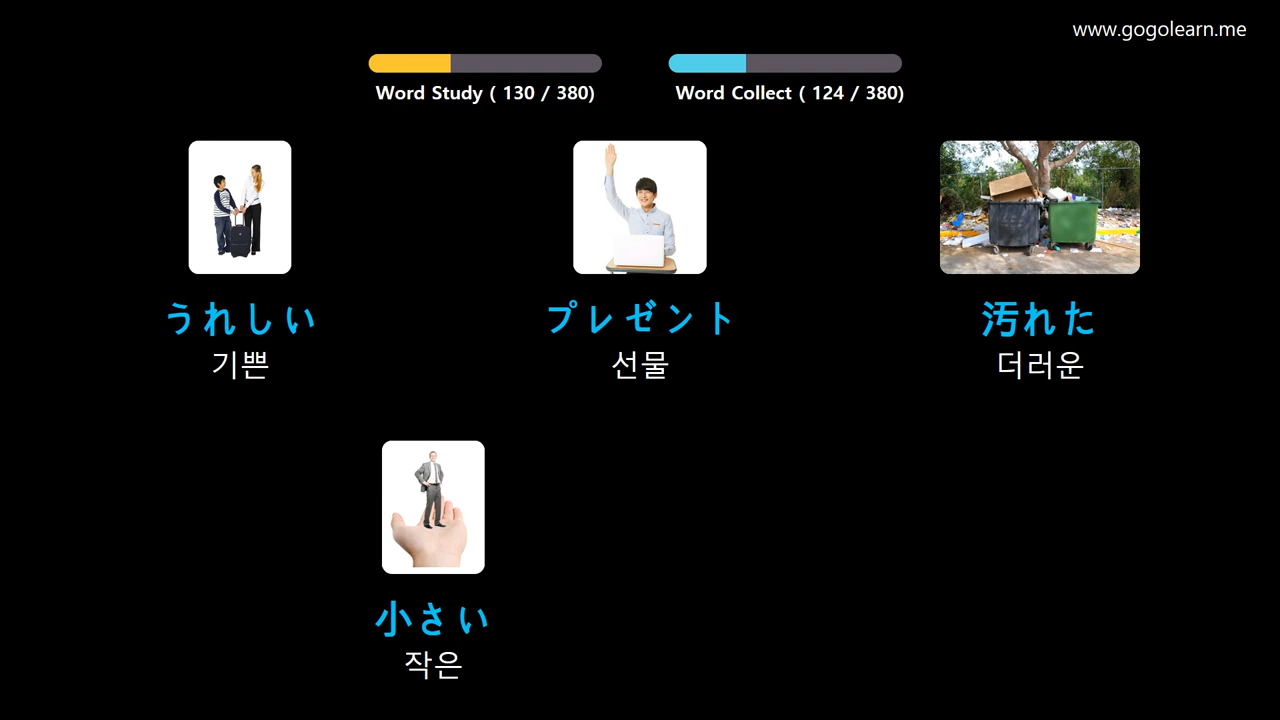 www.gogolearn.me
Word Study ( 130 / 380)
Word Collect ( 124 / 380)
うれしい
기쁜
プレゼント
선물
汚れた
더러운
小さい
작은